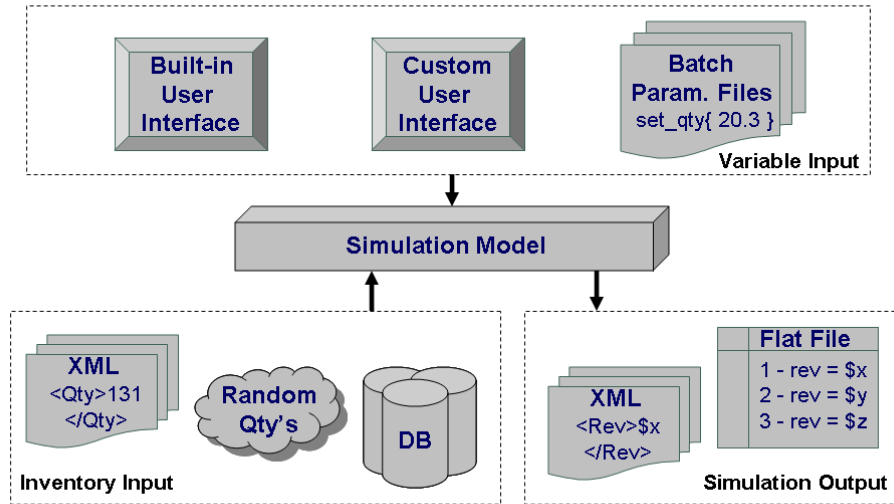 Built-in
User
Interface
Custom
User
Interface
Batch
Param. Files
set_qty{ 20.3 }
Variable Input
Simulation Model
XML
<Qty>131
</Qty>
Random
Qty's
DB
Inventory Input
XML
<Rev>$x
</Rev>
Flat File
1 - rev = $x
2 - rev = $y
3 - rev = $z
Simulation Output